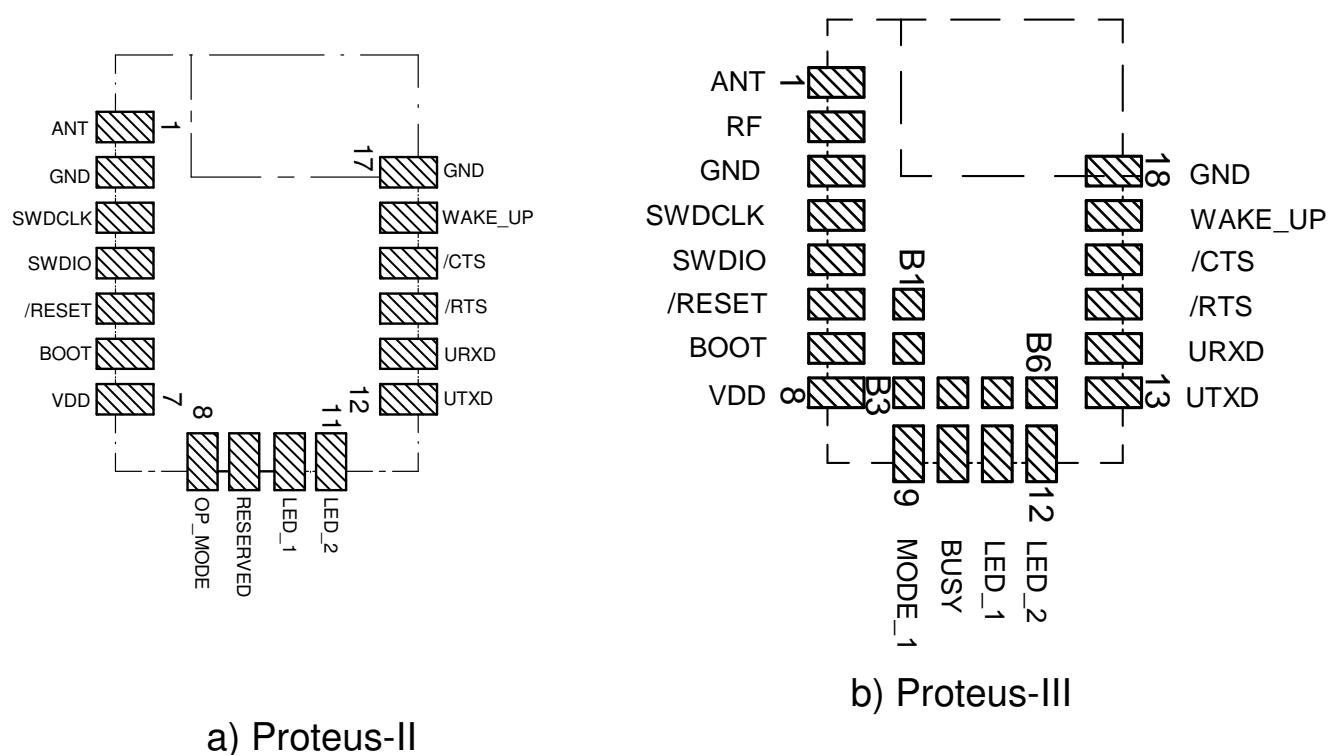 ANT
1
GND
SWDCLK
SWDIO
/RESET
BOOT
VDD
7
8
11
12
17
GND
WAKE_UP
/CTS
/RTS
URXD
UTXD
OP_MODE
RESERVED
LED_1
LED_2
a) Proteus-II
ANT
1
RF
GND
SWDCLK
SWDIO
/RESET
BOOT
VDD
8
B1
B3
B6
9
12
13
18
GND
WAKE_UP
/CTS
/RTS
URXD
UTXD
MODE_1
BUSY
LED_1
LED_2
b) Proteus-III